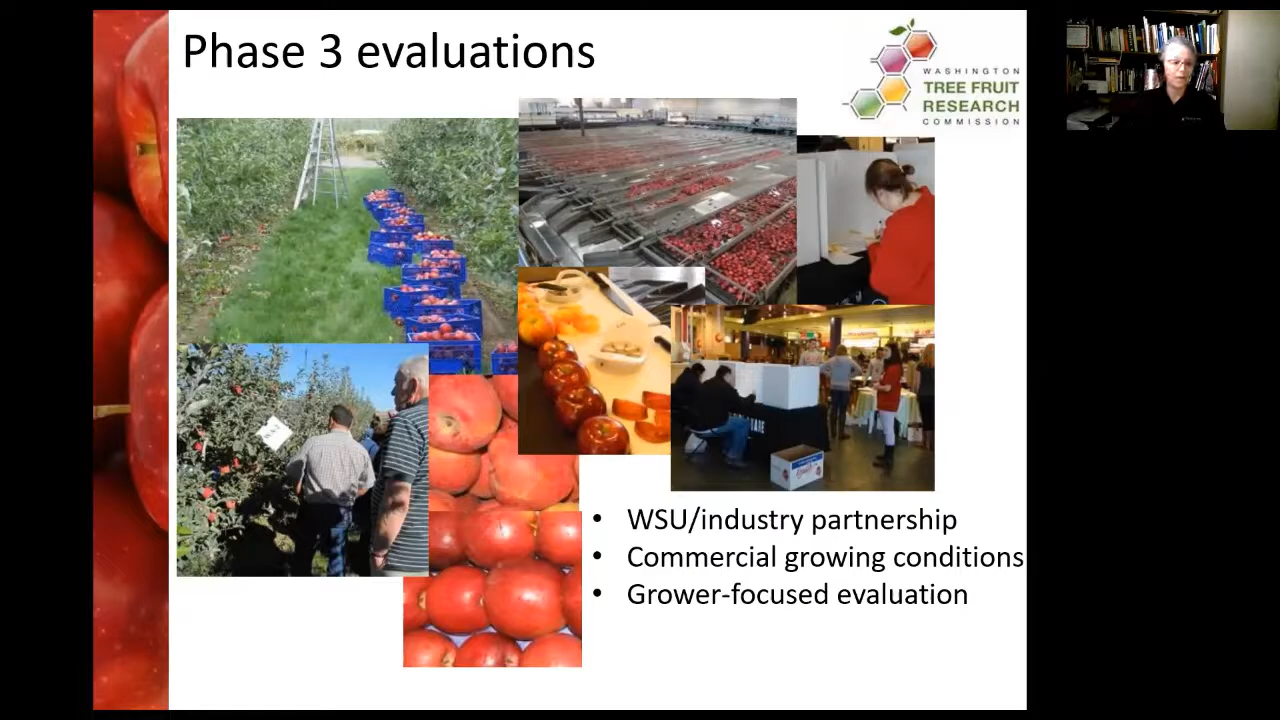 Phase 3 evaluations
WASHINGTON
TREE FRUIT
RESEARCH
COMMISSION
• WSU/industry partnership
• Commercial growing conditions
• Grower-focused evaluation